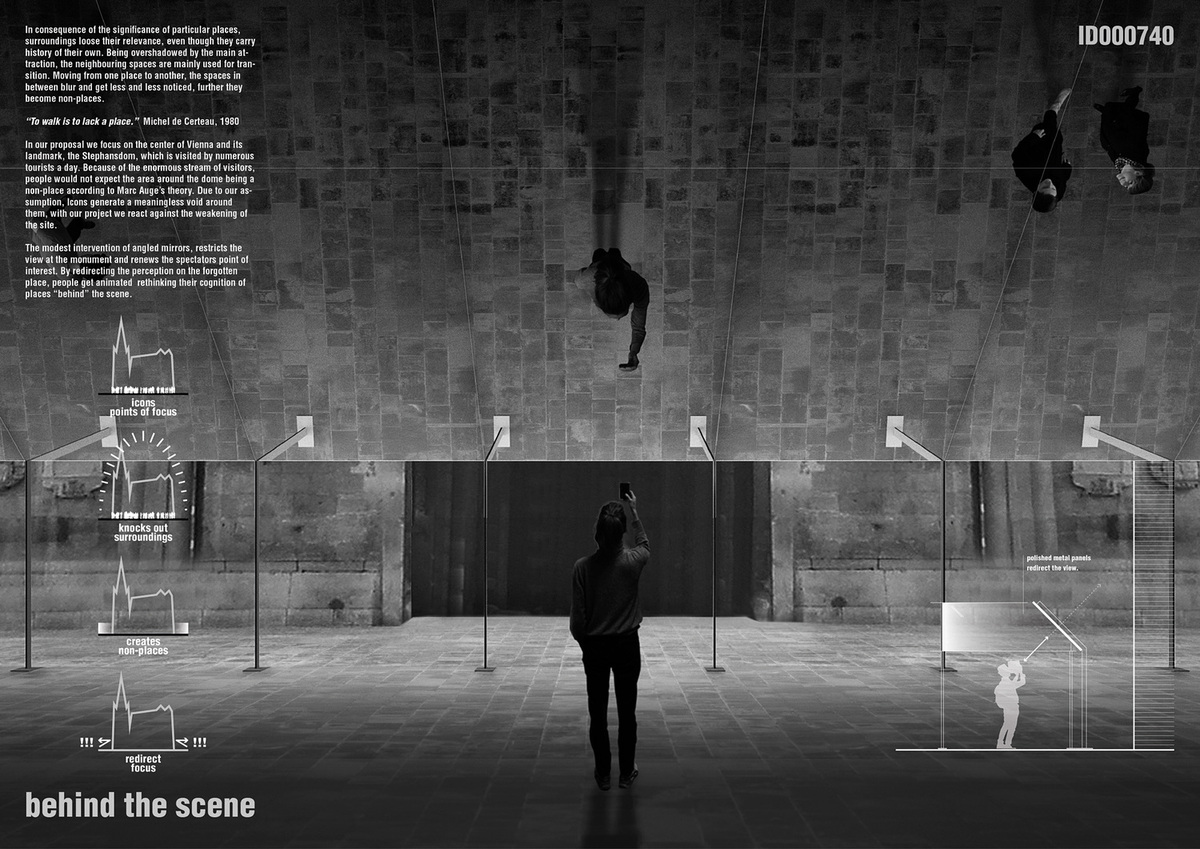 In consequence of the significance of particular places,
surroundings loose their relevance, even though they carry
history of their own. Being overshadowed by the main at-
traction, the neighbouring spaces are mainly used for tran-
sition. Moving from one place to another, the spaces in
between blur and get less and less noticed, further they
become non-places.
“To walk is to lack a place.” Michel de Certeau, 1980
In our proposal we focus on the center of Vienna and its
landmark, the Stephansdom, which is visited by numerous
tourists a day. Because of the enormous stream of visitors,
people would not expect the area around the dome being a
non-place according to Marc Auge's theory. Due to our as-
sumption, Icons generate a meaningless void around
them, with our project we react against the weakening of
the site.
The modest intervention of angled mirrors, restricts the
view at the monument and renews the spectators point of
interest. By redirecting the perception on the forgotten
place, people get animated rethinking their cognition of
places “behind” the scene.
ID000740
icons
points of focus
knocks out
surroundings
creates
non-places
!!! !!!
redirect
focus
polished metal panels
redirect the view.
behind the scene